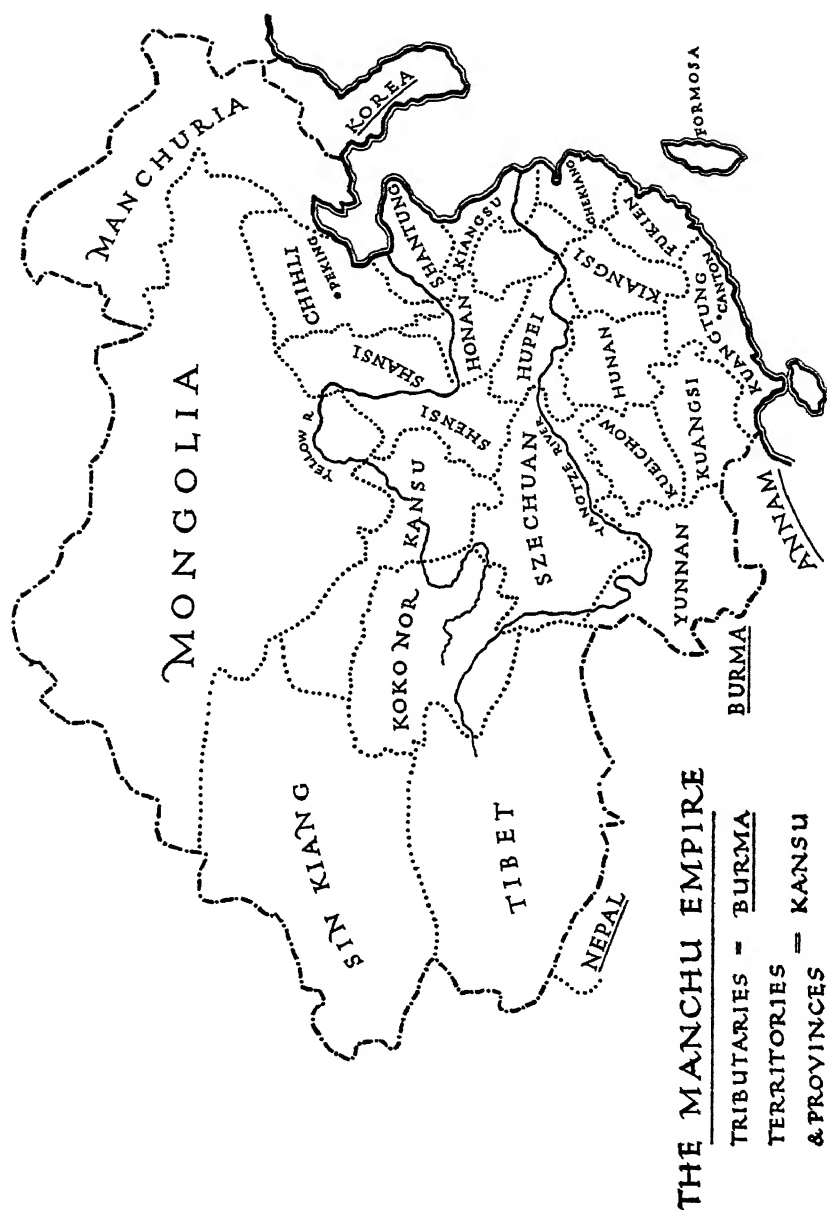 MANCHURIA
KOREA
MONGOLIA
CHIHLI
PEKING
SHANTUNG
SHANSI
KIANGSU
HONAN
YELLOW R.
SHENSI
HUPEI
KANSU
CHEKIANG
FORMOSA
SIN KIANG
KOKO NOR
SZECHUAN
YANGTZE RIVER
HUNAN
KIANGSI
FUKIEN
TIBET
KUEICHOW
KUANGTUNG
CANTON
KUANGSI
YUNNAN
NEPAL
BURMA
ANNAM
THE MANCHU EMPIRE
TRIBUTARIES = BURMA
TERRITORIES
& PROVINCES = KANSU